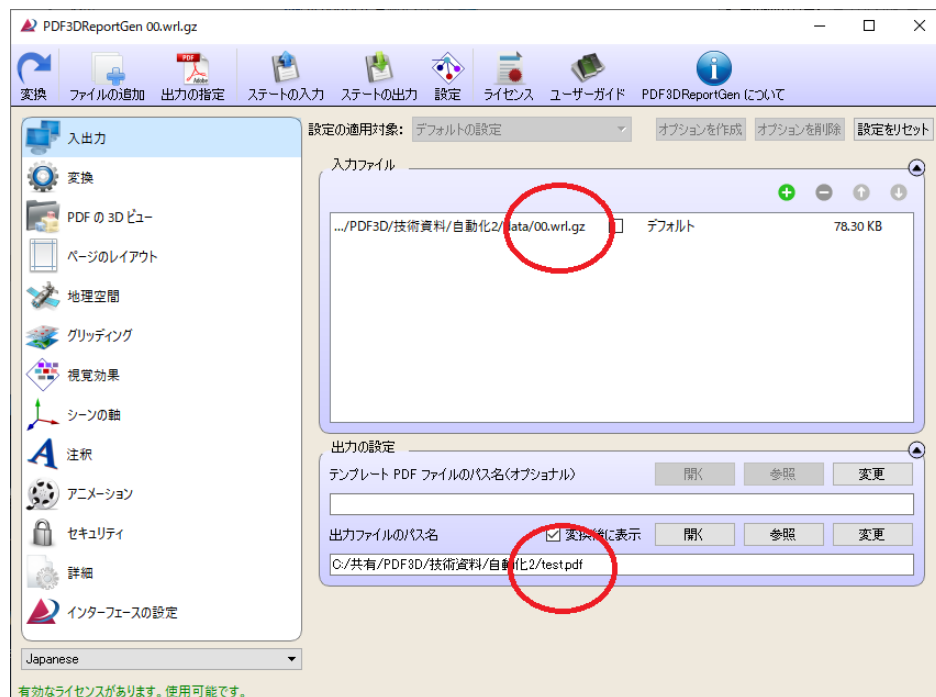 PDF3DReportGen 00.wrl.gz
変換 ファイルの追加 出力の指定 ステートの入力 ステートの出力 設定 ライセンス ユーザーガイド PDF3DReportGen について
設定の適用対象: デフォルトの設定 オプションを作成 オプションを削除 設定をリセット
入出力
変換
PDF の 3D ビュー
ページのレイアウト
地理空間
グリッディング
視覚効果
シーンの軸
注釈
アニメーション
セキュリティ
詳細
インターフェースの設定
Japanese
有効なライセンスがあります。使用可能です。
入力ファイル
.../PDF3D/技術資料/自動化2/data/00.wrl.gz デフォルト 78.30 KB
出力の設定
テンプレート PDF ファイルのパス名(オプショナル) 開く 参照 変更
出力ファイルのパス名 変換後に表示 開く 参照 変更
C:/共有/PDF3D/技術資料/自動化2/test.pdf